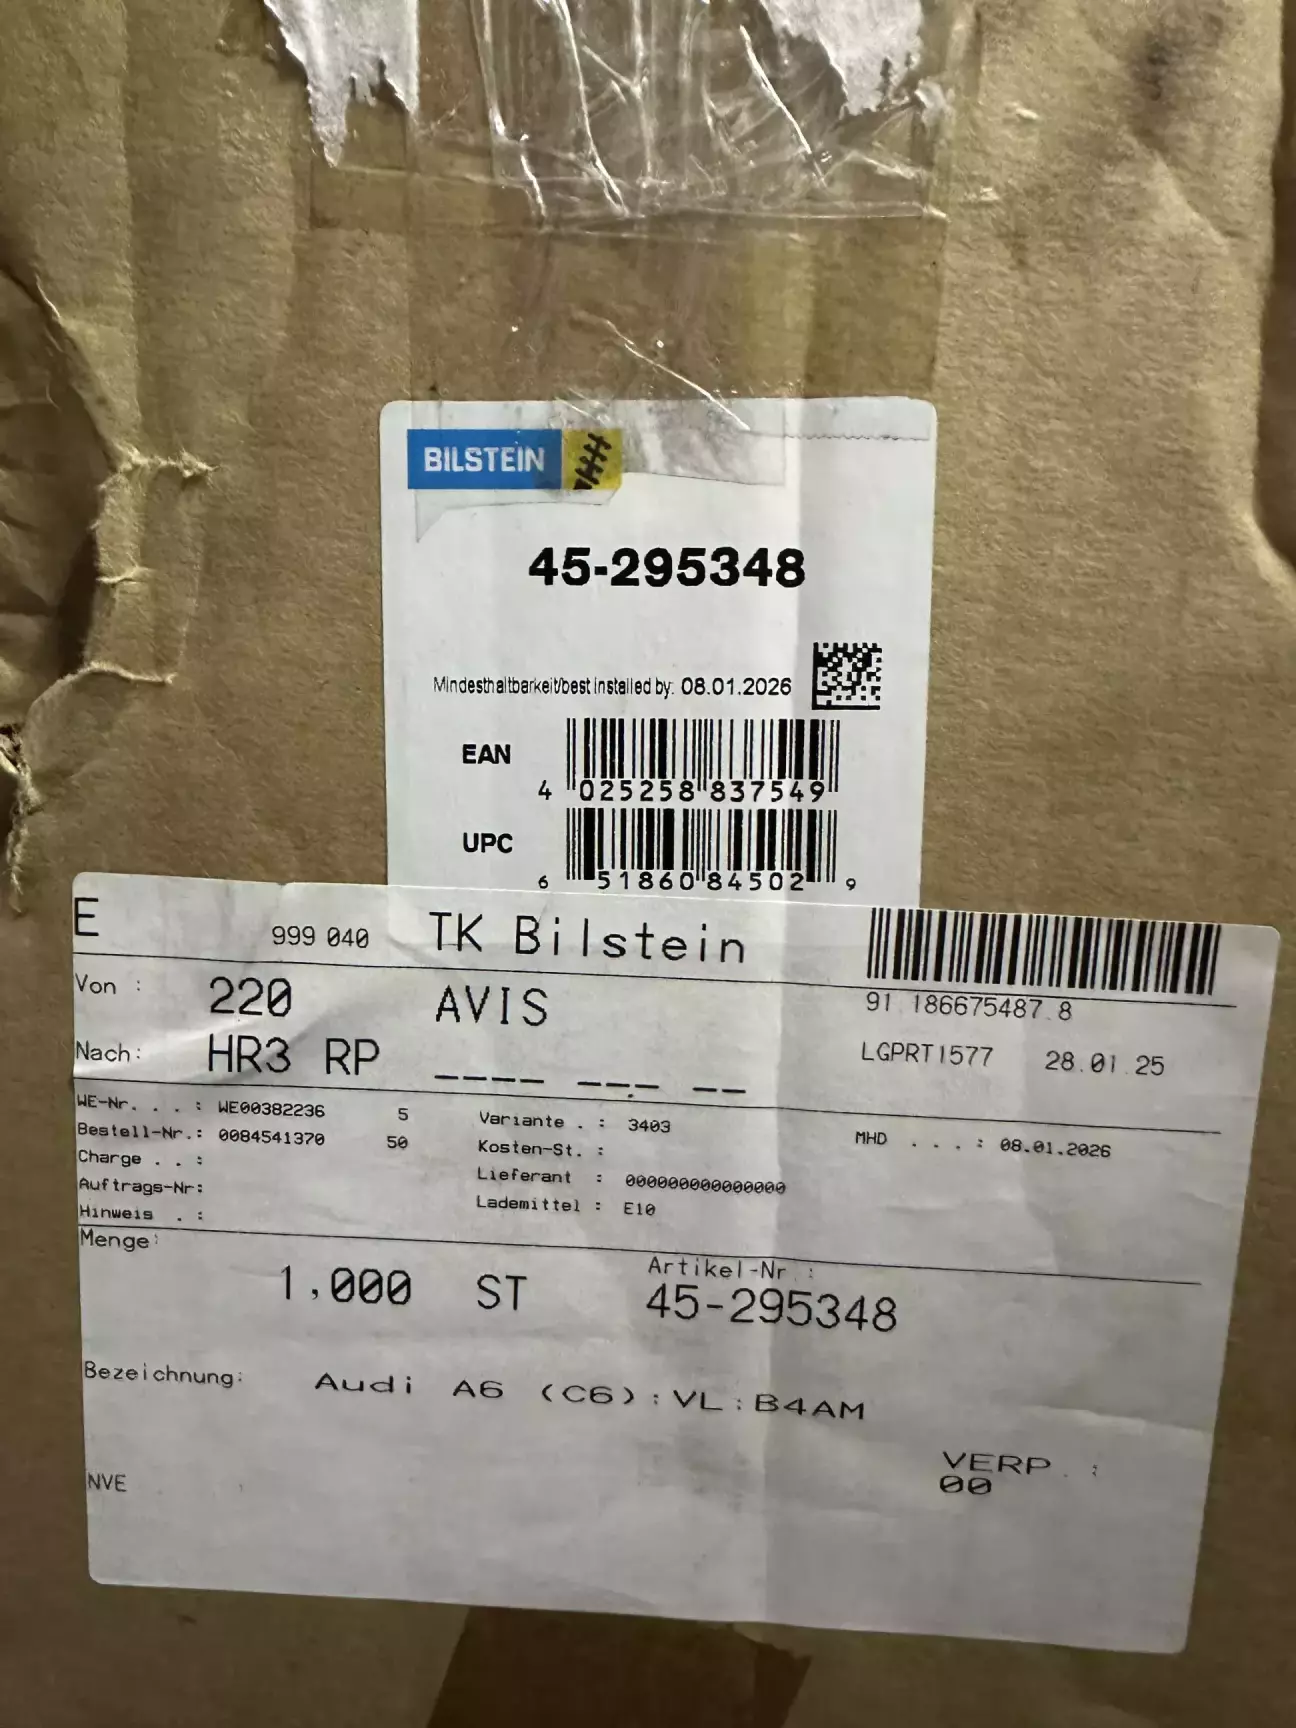 BILSTEIN
45-295348
Mindesthaltbarkeit/best installed by: 08.01.2026
EAN
4 025258 837549
UPC
6 51860 84502 9
E 999 040 TK Bilstein
Von : 220 AVIS
91 186675487 8
Nach: HR3 RP ---- --- --
LGPRT1577 28.01.25
WE-Nr. . . : WE00382236 5 Variante . : 3403
Bestell-Nr.: 0084541370 50 Kosten-St. : MHD . . . : 08.01.2026
Charge . . : Lieferant : 000000000000000
Auftrags-Nr: Lademittel : E10
Hinweis . :
Menge: 1,000 ST Artikel-Nr.:
45-295348
Bezeichnung: Audi A6 (C6):VL:B4AM
VERP. :
00
NVE